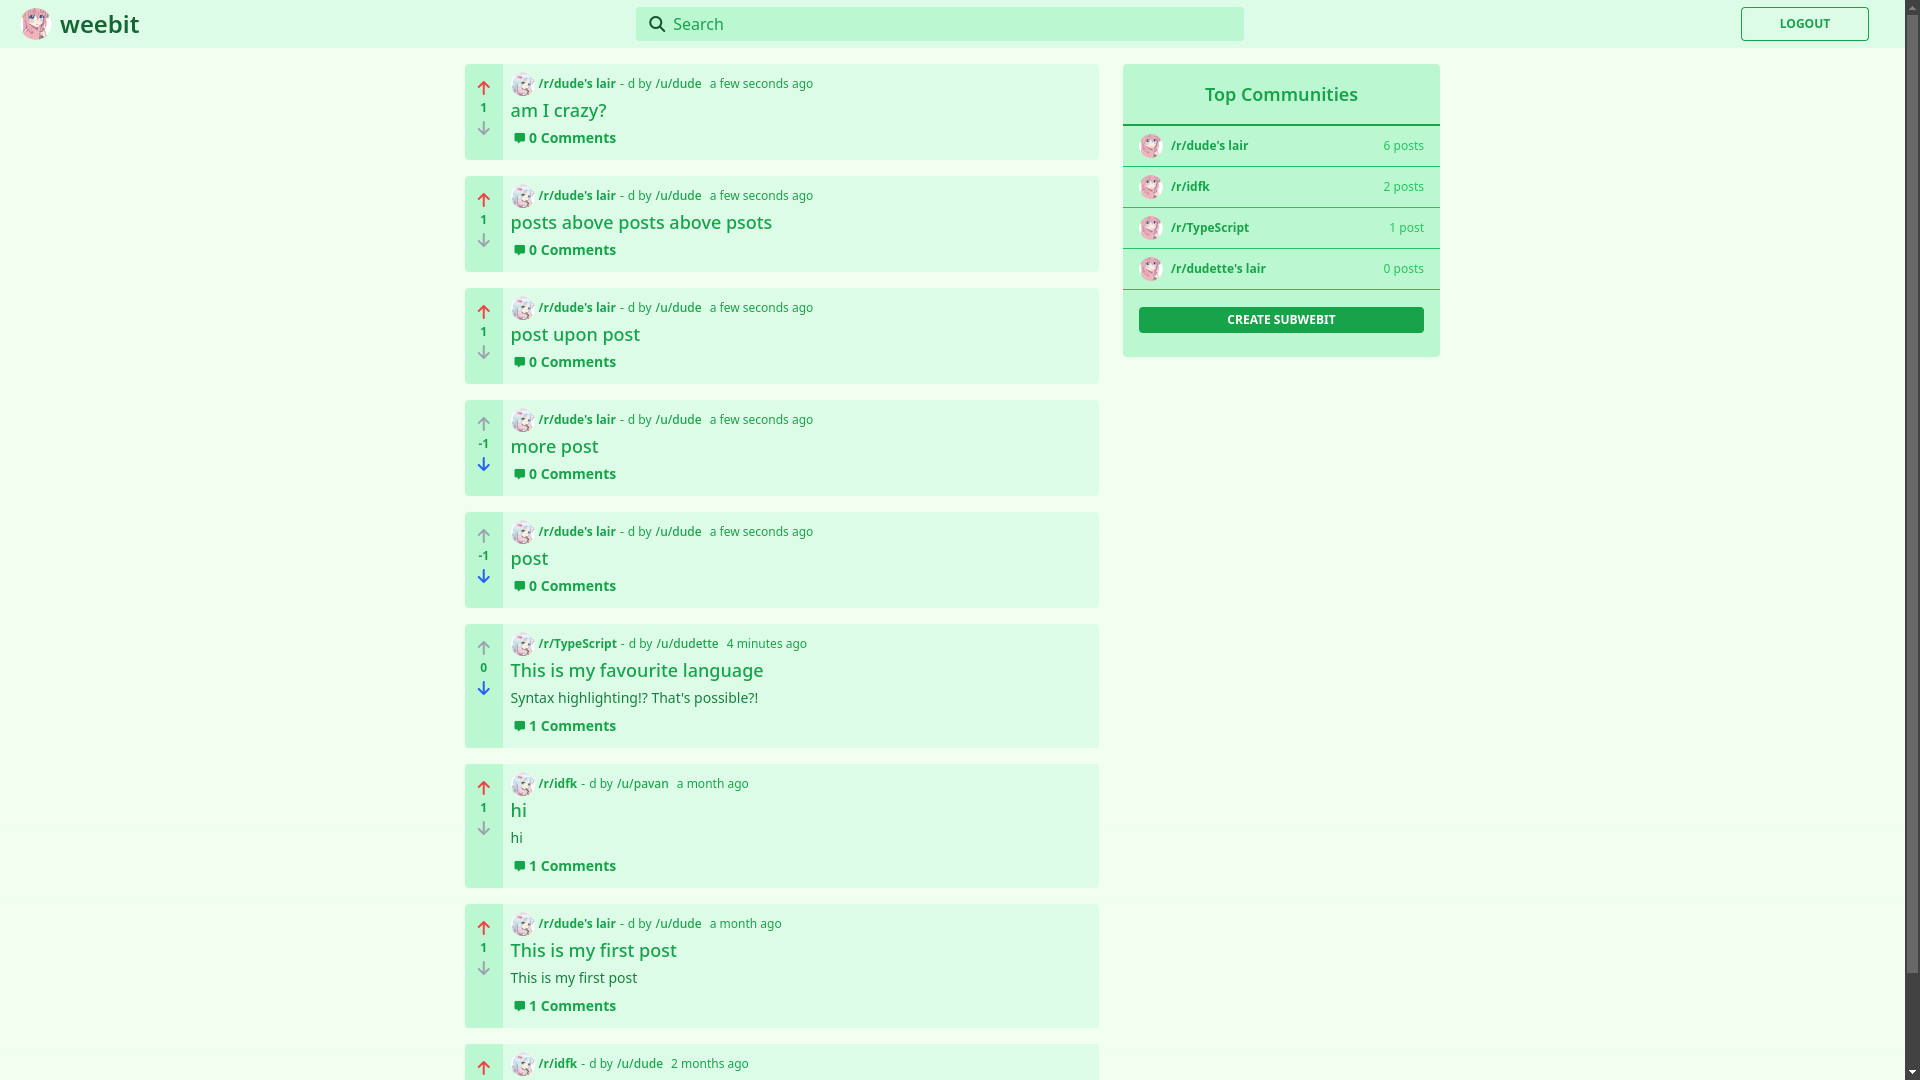 weebit
Search
LOGOUT
/r/dude's lair - d by /u/dude a few seconds ago
1
am I crazy?
0 Comments
/r/dude's lair - d by /u/dude a few seconds ago
1
posts above posts above psots
0 Comments
/r/dude's lair - d by /u/dude a few seconds ago
1
post upon post
0 Comments
/r/dude's lair - d by /u/dude a few seconds ago
-1
more post
0 Comments
/r/dude's lair - d by /u/dude a few seconds ago
-1
post
0 Comments
/r/TypeScript - d by /u/dudette 4 minutes ago
0
This is my favourite language
Syntax highlighting!? That's possible?!
1 Comments
/r/idfk - d by /u/pavan a month ago
1
hi
hi
1 Comments
/r/dude's lair - d by /u/dude a month ago
1
This is my first post
This is my first post
1 Comments
/r/idfk - d by /u/dude 2 months ago
Top Communities
/r/dude's lair 6 posts
/r/idfk 2 posts
/r/TypeScript 1 post
/r/dudette's lair 0 posts
CREATE SUBWEBIT